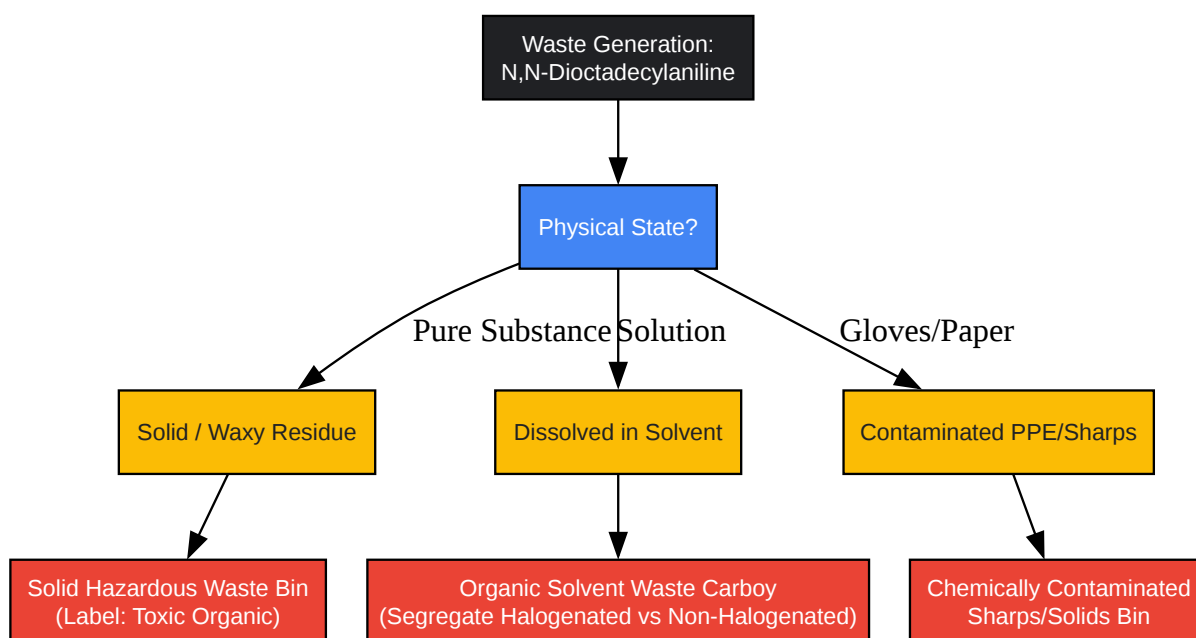 Waste Generation:
N,N-Dioctadecylaniline
Physical State?
Pure Substance
Solution
Gloves/Paper
Solid / Waxy Residue
Dissolved in Solvent
Contaminated PPE/Sharps
Solid Hazardous Waste Bin
(Label: Toxic Organic)
Organic Solvent Waste Carboy
(Segregate Halogenated vs Non-Halogenated)
Chemically Contaminated
Sharps/Solids Bin